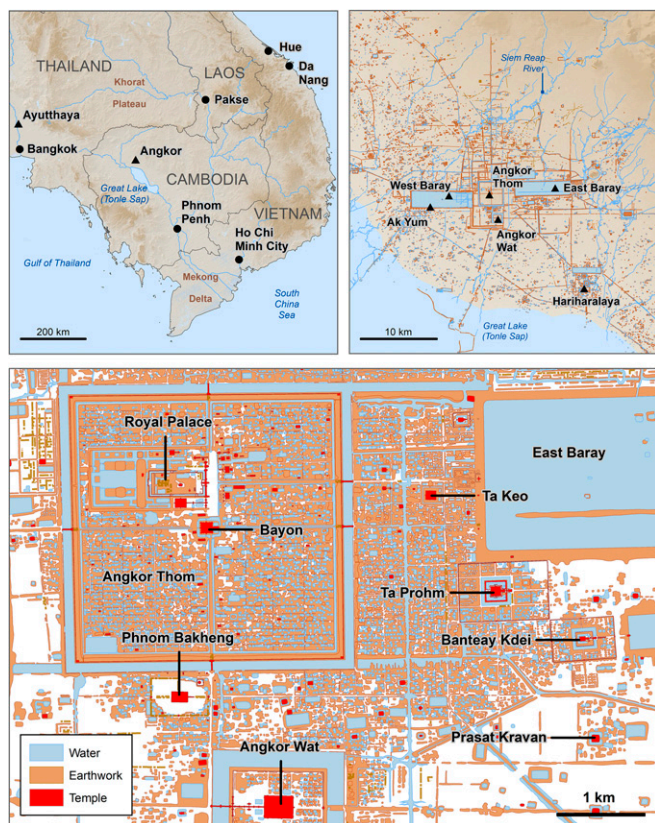 Hue
THAILAND
LAOS
Da
Nang
Khorat
Plateau
Pakse
Ayutthaya
Bangkok
Angkor
CAMBODIA
Great Lake
(Tonle Sap)
Phnom
Penh
VIETNAM
Ho Chi
Minh City
Gulf of Thailand
Mekong
Delta
South
China
Sea
200 km
Siem Reap
River
Angkor
Thom
West Baray
East Baray
Ak Yum
Angkor
Wat
Hariharalaya
10 km
Great Lake
(Tonle Sap)
Royal Palace
East Baray
Ta Keo
Bayon
Angkor Thom
Ta Prohm
Phnom Bakheng
Banteay Kdei
Prasat Kravan
Angkor Wat
Water
Earthwork
Temple
1 km